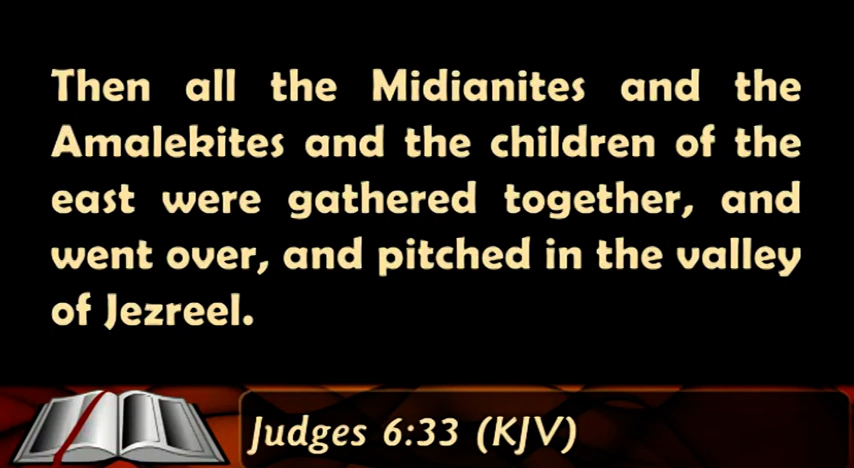 Then all the Midianites and the
Amalekites and the children of the
east were gathered together, and
went over, and pitched in the valley
of Jezreel.
Judges 6:33 (KJV)